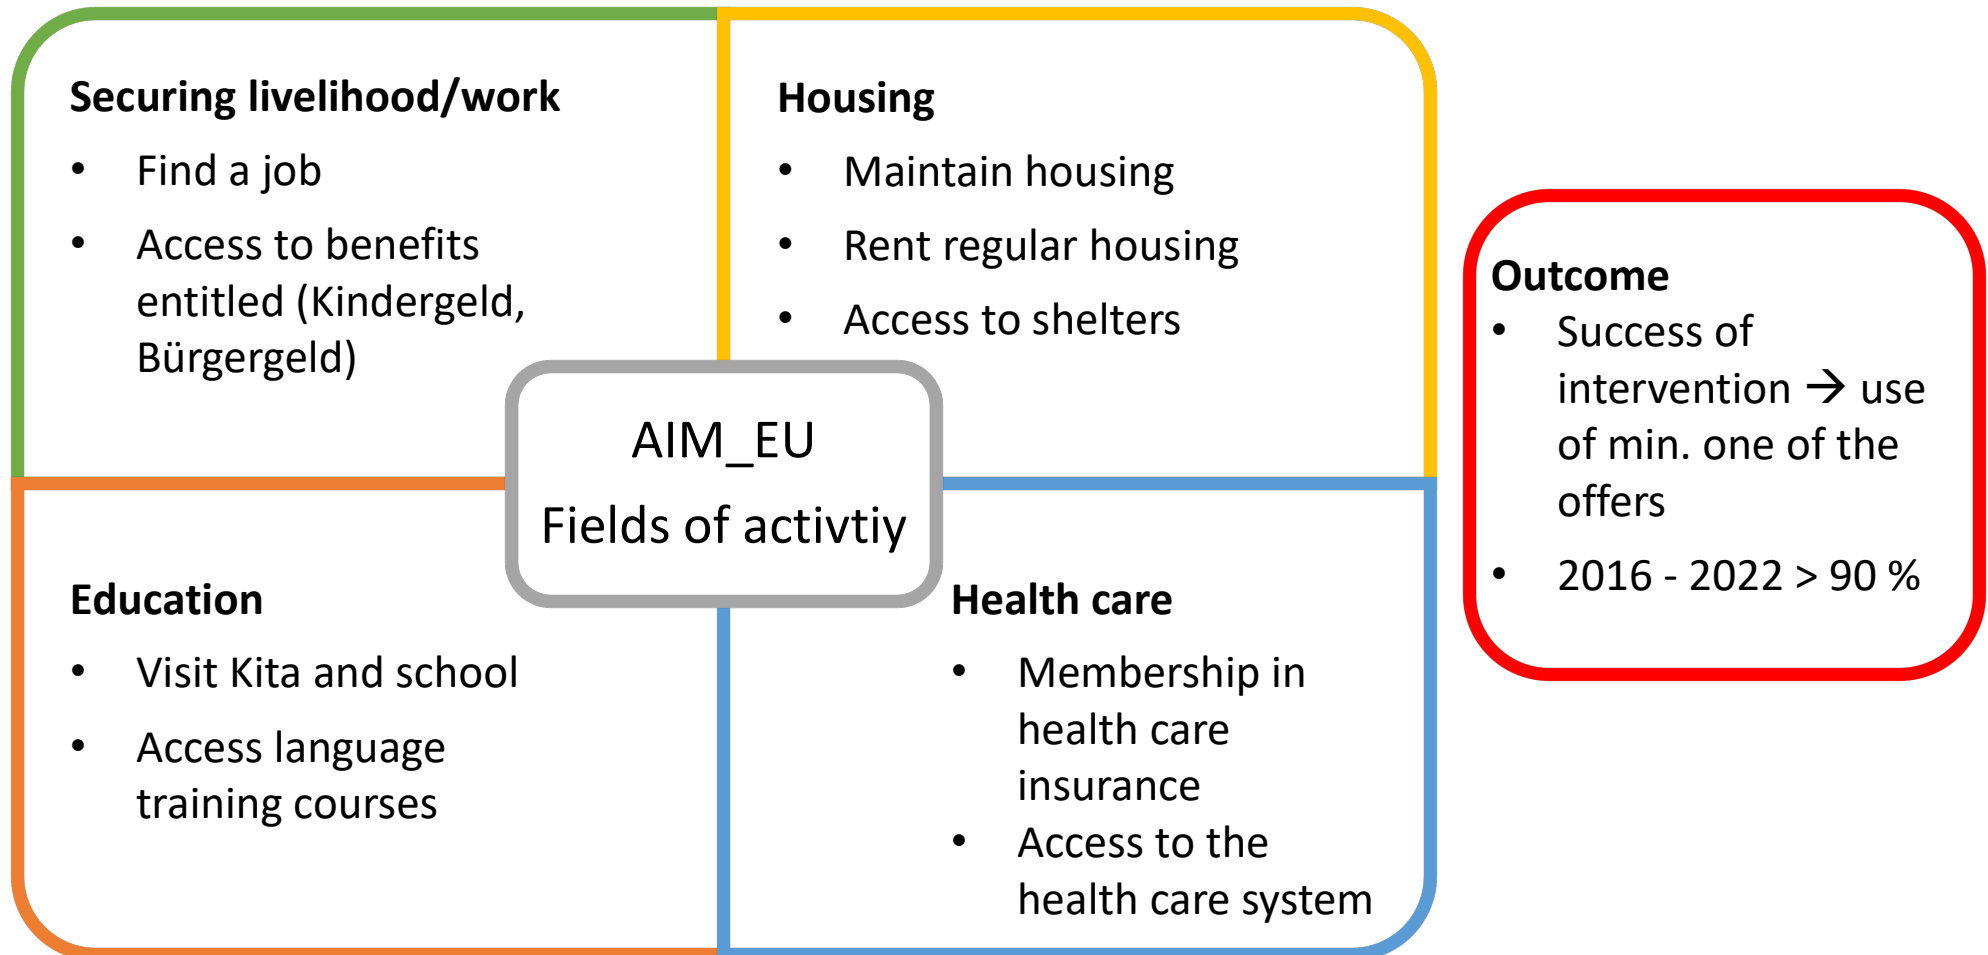 Securing livelihood/work
• Find a job
• Access to benefits
entitled (Kindergeld,
Bürgergeld)
Housing
• Maintain housing
• Rent regular housing
• Access to shelters
AIM_EU
Fields of activtiy
Education
• Visit Kita and school
• Access language
training courses
Health care
• Membership in
health care
insurance
• Access to the
health care system
Outcome
• Success of
intervention → use
of min. one of the
offers
• 2016 - 2022 > 90 %